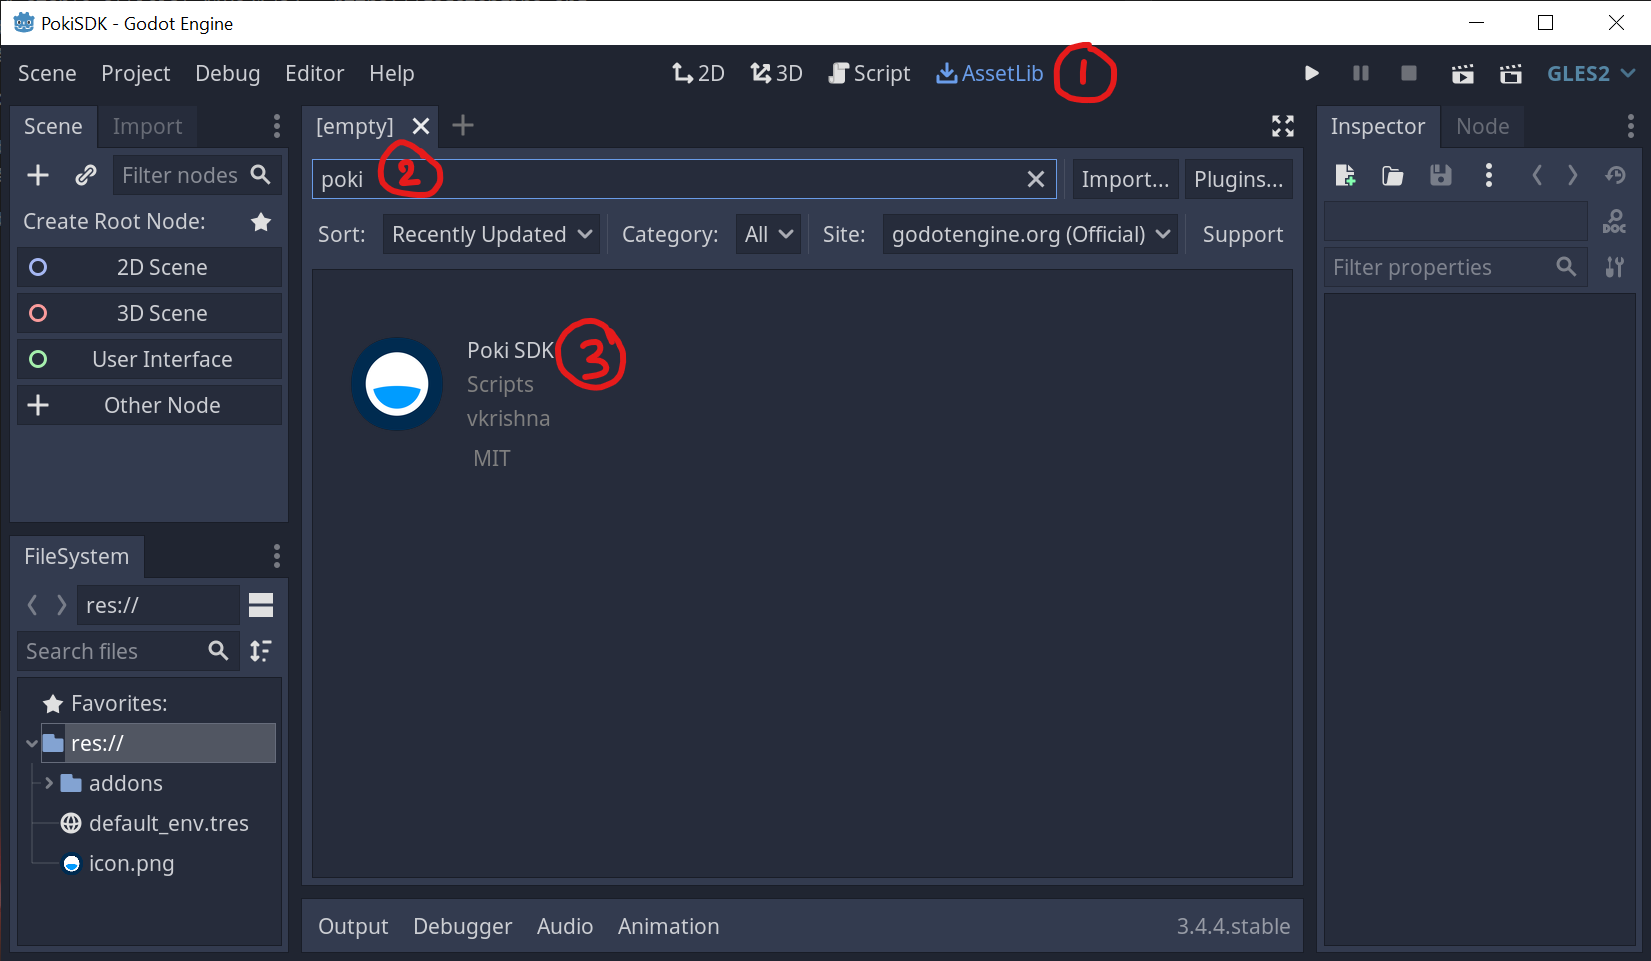 PokiSDK - Godot Engine
Scene Project Debug Editor Help 2D 3D Script AssetLib 1 GLES2
Scene Import
[empty]
Inspector Node
Filter nodes
poki 2 Import... Plugins...
Create Root Node:
Sort: Recently Updated Category: All Site: godotengine.org (Official) Support
DOC
2D Scene
3D Scene
User Interface
Other Node
Filter properties
Poki SDK 3
Scripts
vkrishna
MIT
FileSystem
res://
Search files
Favorites:
res://
addons
default_env.tres
icon.png
Output Debugger Audio Animation 3.4.4.stable